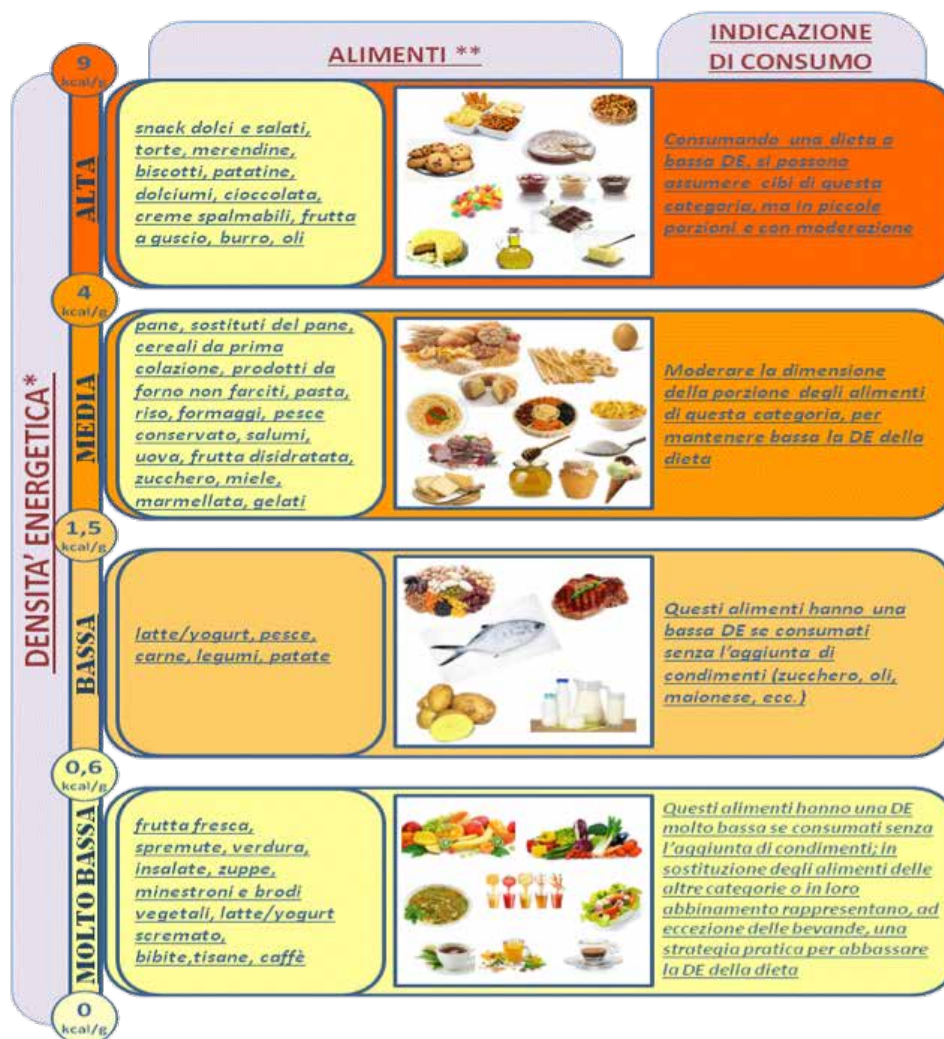 ALIMENTI **
INDICAZIONE
DI CONSUMO
DENSITA' ENERGETICA*
9
kcal/g
ALTA
snack dolci e salati,
torte, merendine,
biscotti, patatine,
dolciumi, cioccolata,
creme spalmabili, frutta
a guscio, burro, oli
Consumando una dieta a
bassa DE, si possono
assumere cibi di questa
categoria, ma in piccole
porzioni e con moderazione
4
kcal/g
MEDIA
pane, sostituti del pane,
cereali da prima
colazione, prodotti da
forno non farciti, pasta,
riso, formaggi, pesce
conservato, salumi,
uova, frutta disidratata,
zucchero, miele,
marmellata, gelati
Moderare la dimensione
della porzione degli alimenti
di questa categoria, per
mantenere bassa la DE della
dieta
1,5
kcal/g
BASSA
latte/yogurt, pesce,
carne, legumi, patate
Questi alimenti hanno una
bassa DE se consumati
senza l'aggiunta di
condimenti (zucchero, oli,
maionese, ecc.)
0,6
kcal/g
MOLTO BASSA
frutta fresca,
spremute, verdura,
insalate, zuppe,
minestroni e brodi
vegetali, latte/yogurt
scremato,
bibite,tisane, caffè
Questi alimenti hanno una DE
molto bassa se consumati senza
l'aggiunta di condimenti; in
sostituzione degli alimenti delle
altre categorie o in loro
abbinamento rappresentano, ad
eccezione delle bevande, una
strategia pratica per abbassare
la DE della dieta
0
kcal/g